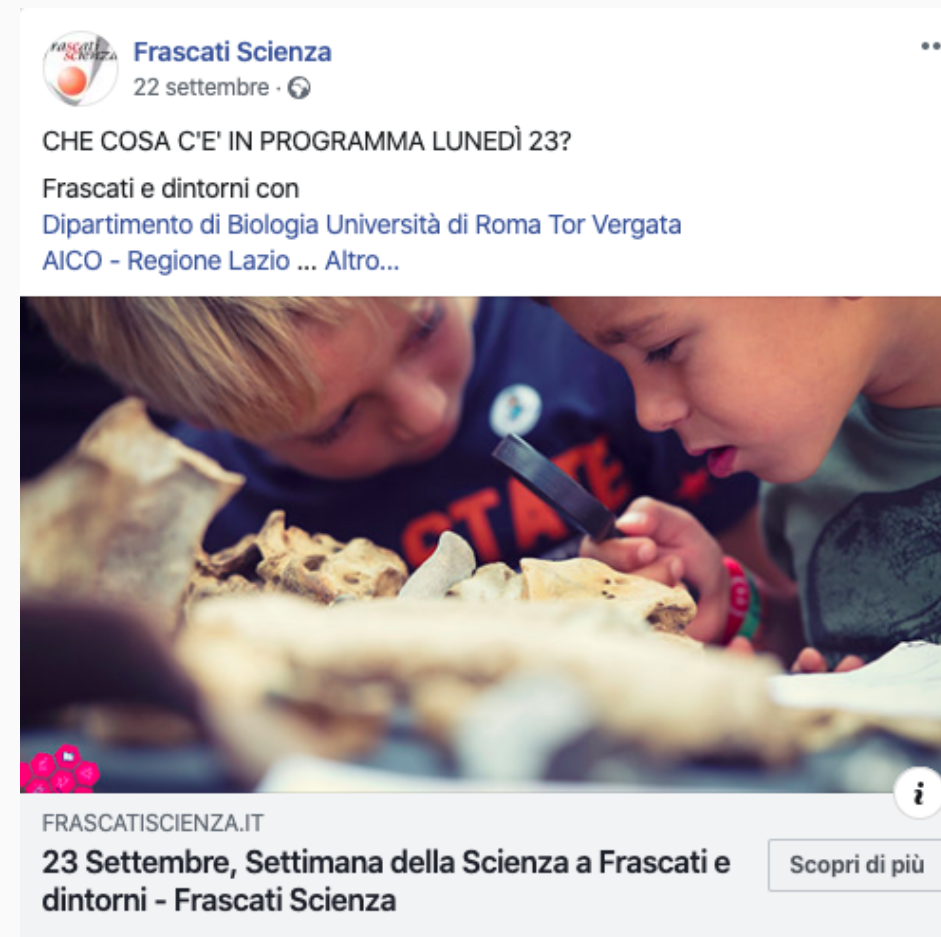 frascati
scienza
Frascati Scienza
22 settembre ·
CHE COSA C'E' IN PROGRAMMA LUNEDÌ 23?
Frascati e dintorni con
Dipartimento di Biologia Università di Roma Tor Vergata
AICO - Regione Lazio ... Altro...
STATE
i
FRASCATISCIENZA.IT
23 Settembre, Settimana della Scienza a Frascati e
dintorni - Frascati Scienza
Scopri di più